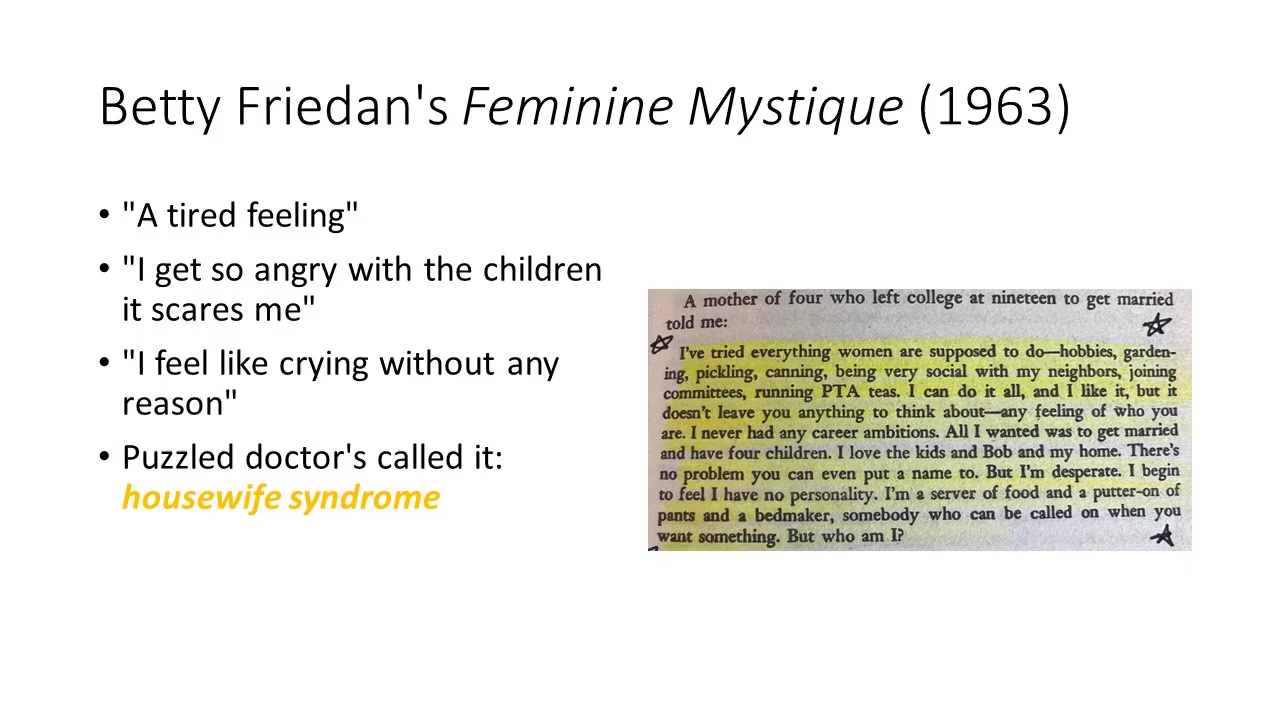 Betty Friedan's Feminine Mystique (1963)
• "A tired feeling"
• "I get so angry with the children
it scares me"
• "I feel like crying without any
reason"
• Puzzled doctor's called it:
housewife syndrome
A mother of four who left college at nineteen to get married
told me:
I've tried everything women are supposed to do—hobbies, garden-
ing, pickling, canning, being very social with my neighbors, joining
committees, running PTA teas. I can do it all, and I like it, but it
doesn't leave you anything to think about—any feeling of who you
are. I never had any career ambitions. All I wanted was to get married
and have four children. I love the kids and Bob and my home. There's
no problem you can even put a name to. But I'm desperate. I begin
to feel I have no personality. I'm a server of food and a putter-on of
pants and a bedmaker, somebody who can be called on when you
want something. But who am I?